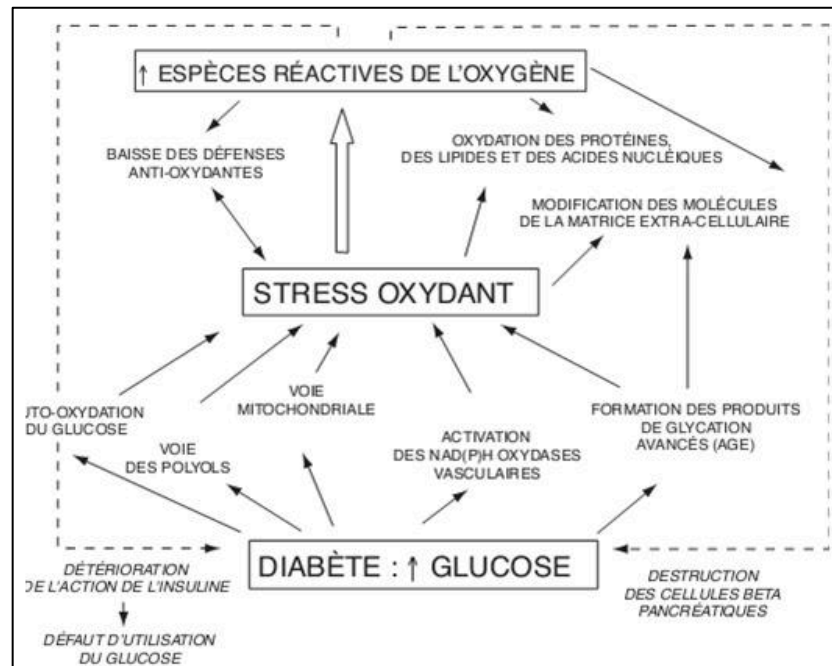 ↑ ESPÈCES RÉACTIVES DE L'OXYGÈNE
BAISSE DES DÉFENSES
ANTI-OXYDANTES
OXYDATION DES PROTÉINES,
DES LIPIDES ET DES ACIDES NUCLÉIQUES
MODIFICATION DES MOLÉCULES
DE LA MATRICE EXTRA-CELLULAIRE
STRESS OXYDANT
UTO-OXYDATION
DU GLUCOSE
VOIE
DES POLYOLS
VOIE
MITOCHONDRIALE
ACTIVATION
DES NAD(P)H OXYDASES
VASCULAIRES
FORMATION DES PRODUITS
DE GLYCATION
AVANCÉS (AGE)
DIABÈTE : ↑ GLUCOSE
DÉTÉRIORATION
DE L'ACTION DE L'INSULINE
DÉFAUT D'UTILISATION
DU GLUCOSE
DESTRUCTION
DES CELLULES BETA
PANCRÉATIQUES